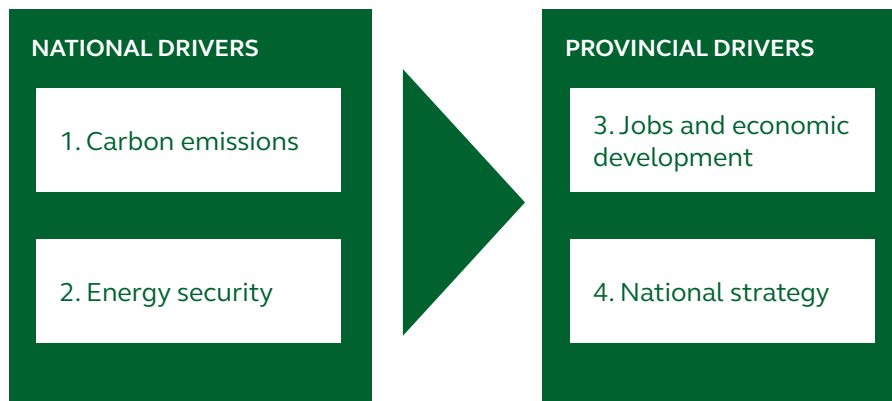 NATIONAL DRIVERS
1. Carbon emissions
2. Energy security
PROVINCIAL DRIVERS
3. Jobs and economic
development
4. National strategy